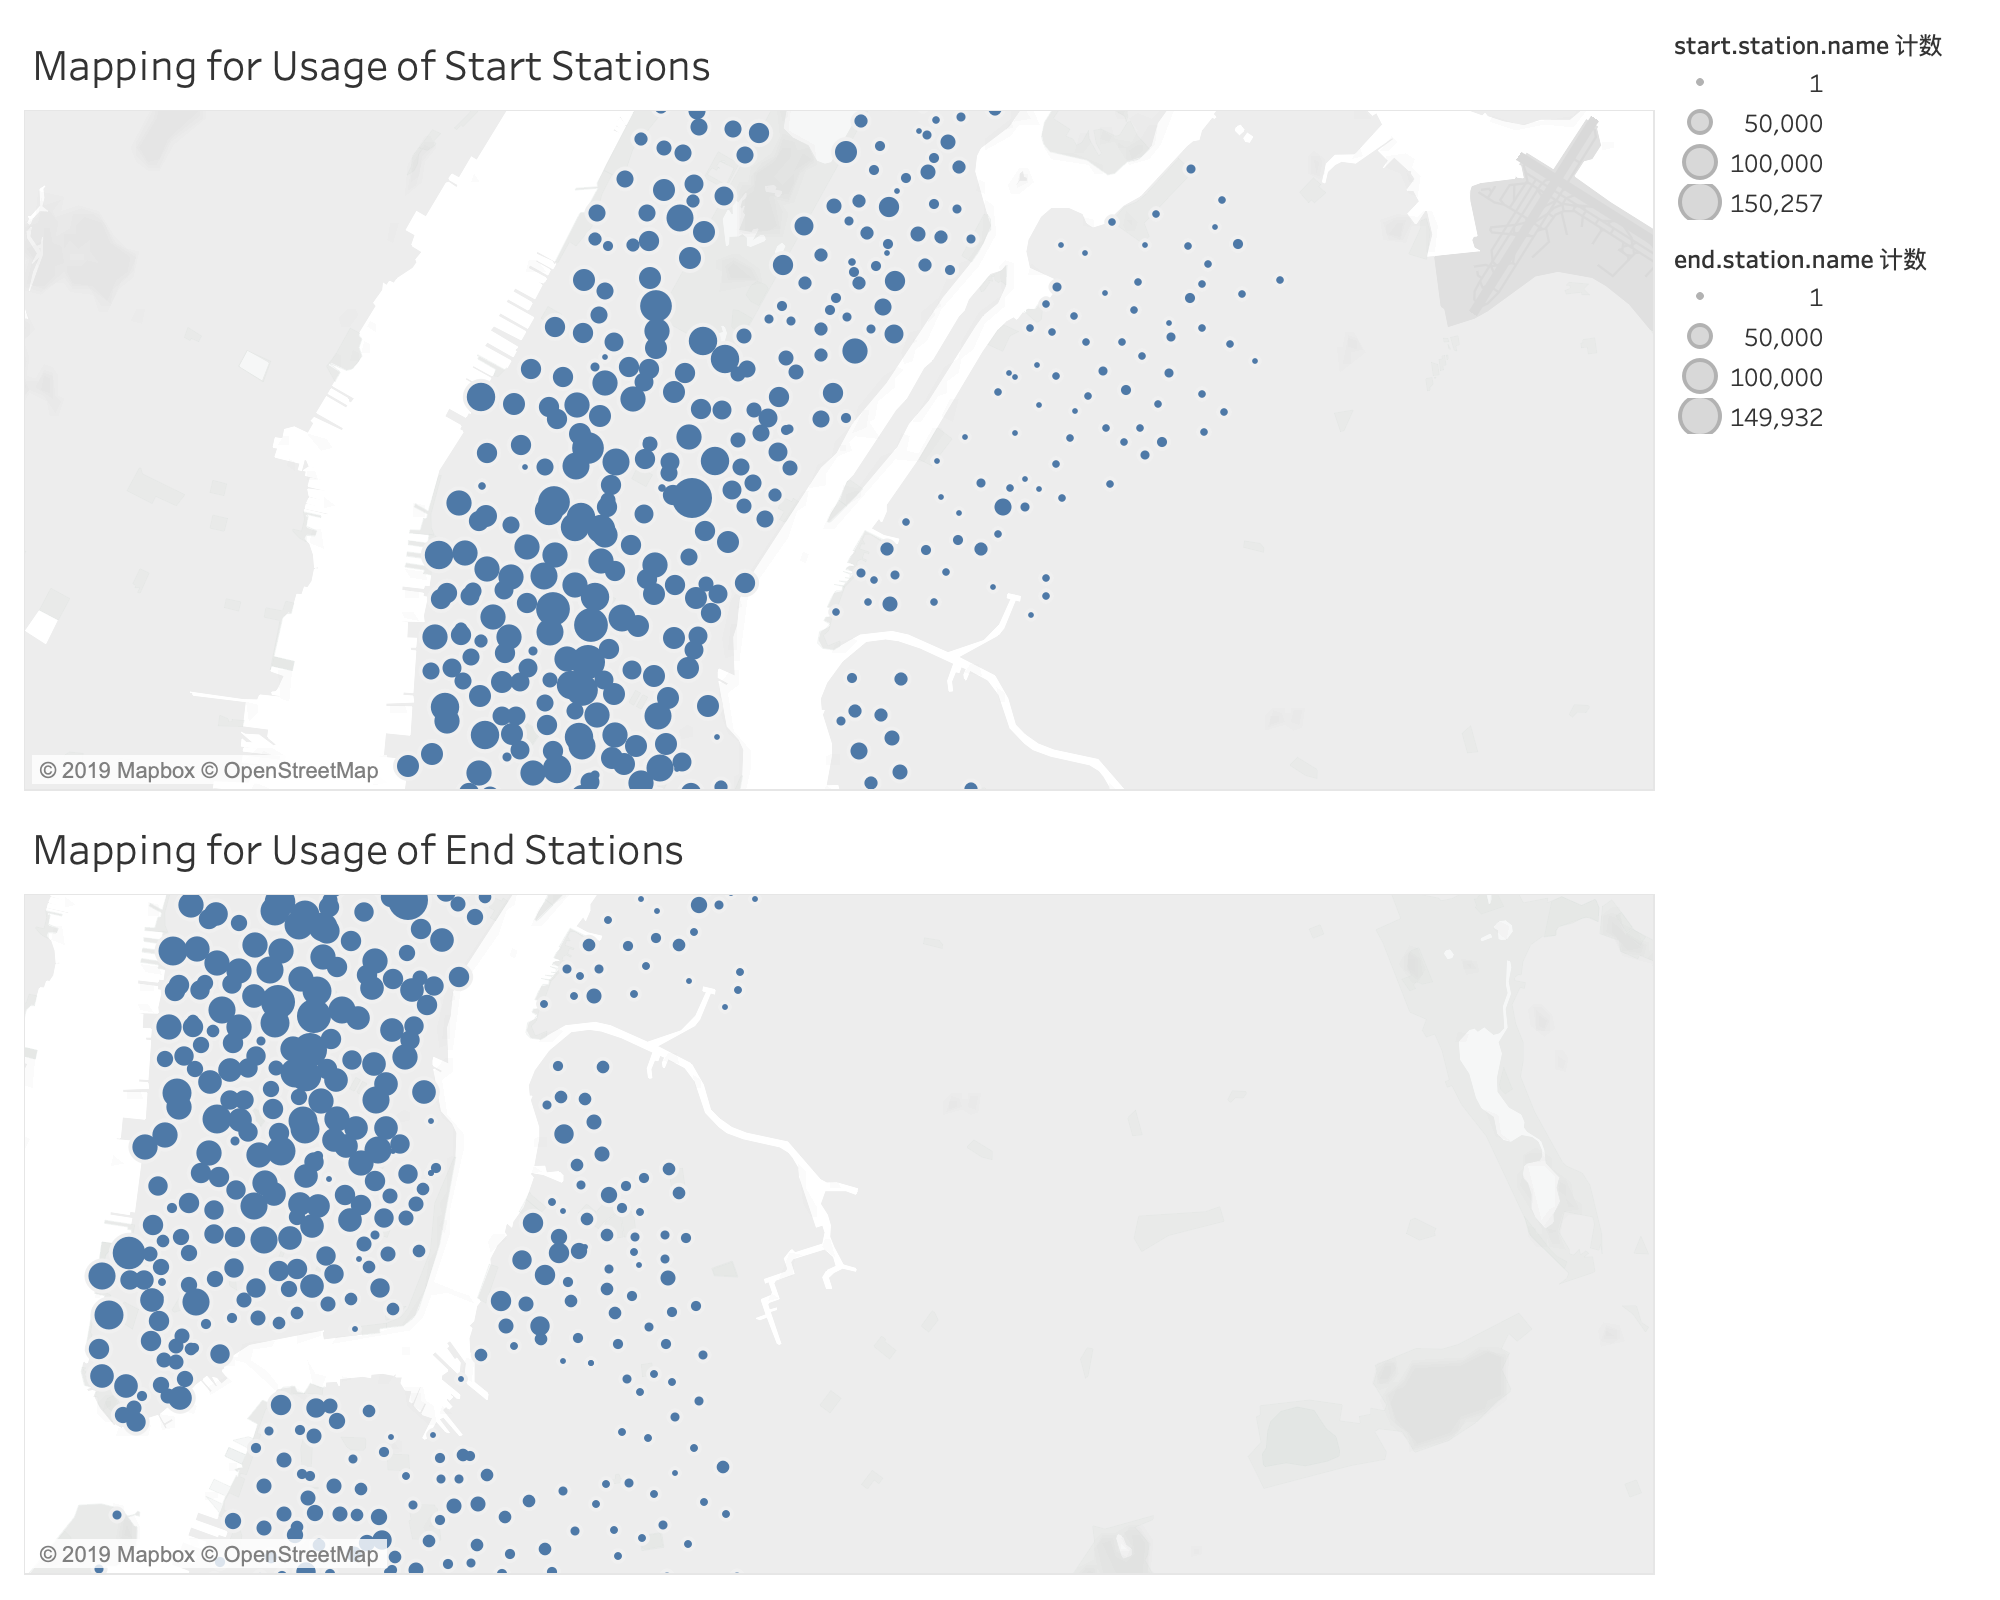 Mapping for Usage of Start Stations
© 2019 Mapbox © OpenStreetMap
start.station.name 计数
1
50,000
100,000
150,257
end.station.name 计数
1
50,000
100,000
149,932
Mapping for Usage of End Stations
© 2019 Mapbox © OpenStreetMap